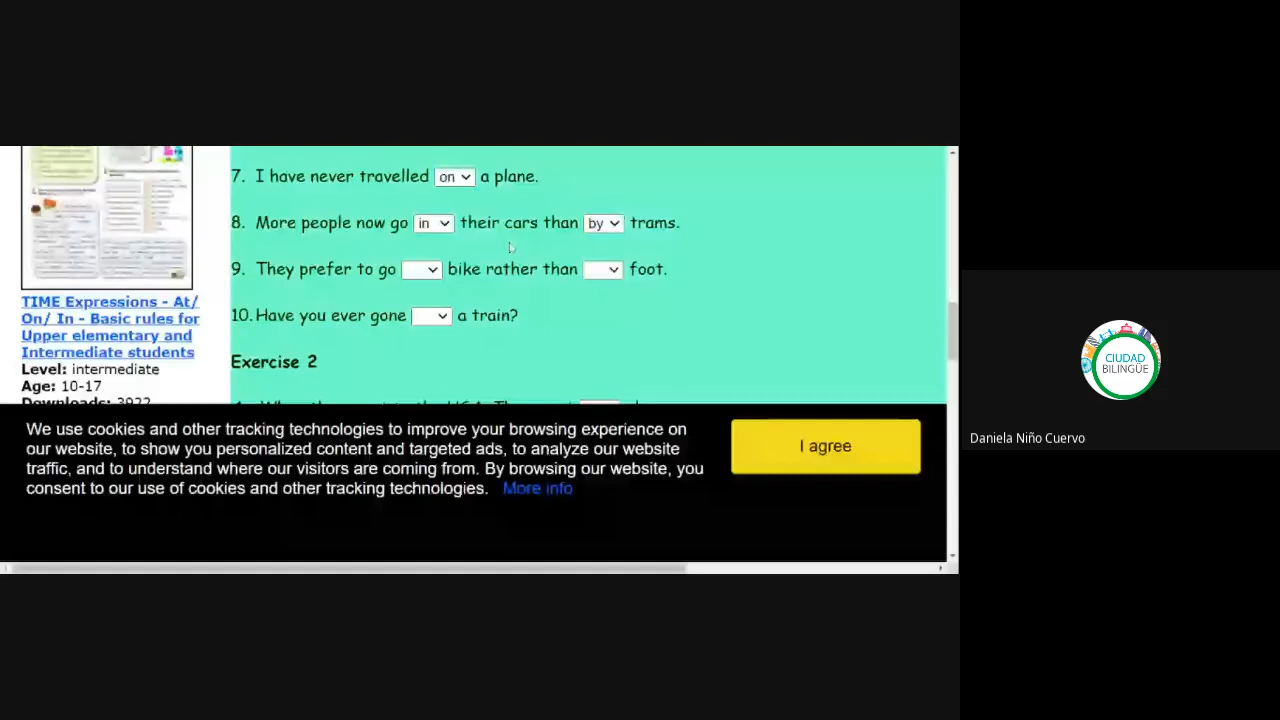 7. I have never travelled on a plane.
8. More people now go in their cars than by trams.
9. They prefer to go bike rather than foot.
10. Have you ever gone a train?
Exercise 2
TIME Expressions - At/
On/ In - Basic rules for
Upper elementary and
Intermediate students
Level: intermediate
Age: 10-17
Downloads: 3922
We use cookies and other tracking technologies to improve your browsing experience on
our website, to show you personalized content and targeted ads, to analyze our website
traffic, and to understand where our visitors are coming from. By browsing our website, you
consent to our use of cookies and other tracking technologies. More info
I agree
CIUDAD
BILINGÜE
Daniela Niño Cuervo